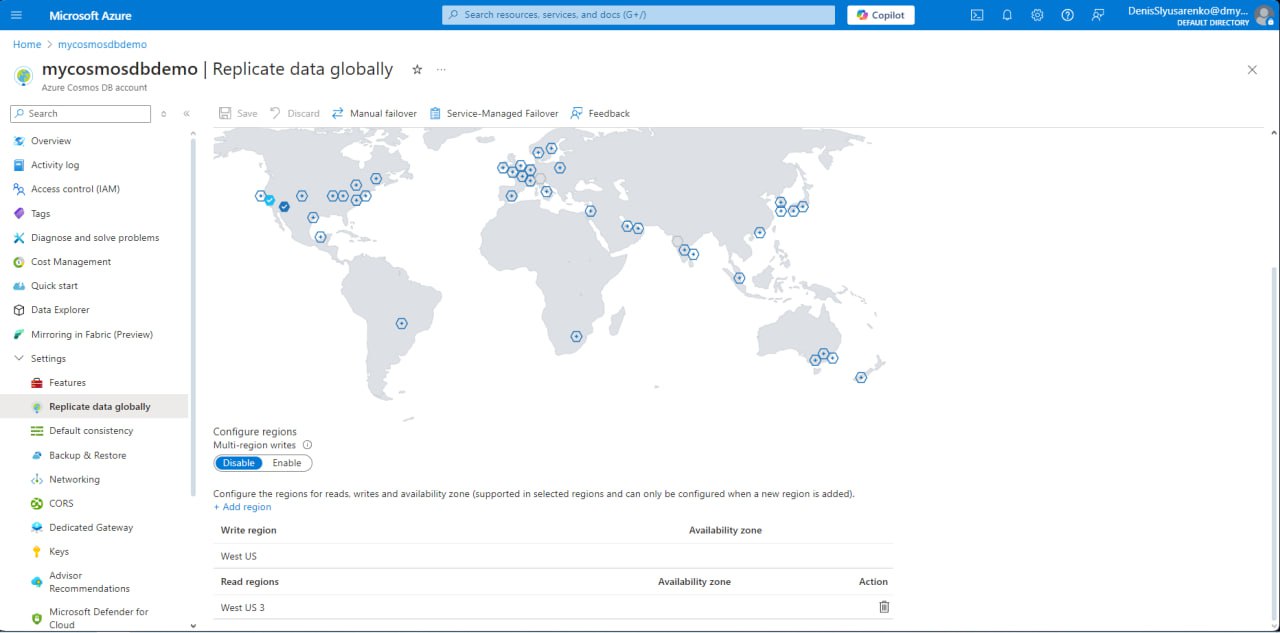 Microsoft Azure
Search resources, services, and docs (G+/)
Copilot
DenisSlyusarenko@dmy...
DEFAULT DIRECTORY
Home > mycosmosdbdemo
mycosmosdbdemo | Replicate data globally
Azure Cosmos DB account
Search
Save
Discard
Manual failover
Service-Managed Failover
Feedback
Overview
Activity log
Access control (IAM)
Tags
Diagnose and solve problems
Cost Management
Quick start
Data Explorer
Mirroring in Fabric (Preview)
Settings
Features
Replicate data globally
Default consistency
Backup & Restore
Networking
CORS
Dedicated Gateway
Keys
Advisor
Recommendations
Microsoft Defender for
Cloud
Configure regions
Multi-region writes
Disable Enable
Configure the regions for reads, writes and availability zone (supported in selected regions and can only be configured when a new region is added).
+ Add region
Write region Availability zone
West US
Read regions Availability zone Action
West US 3